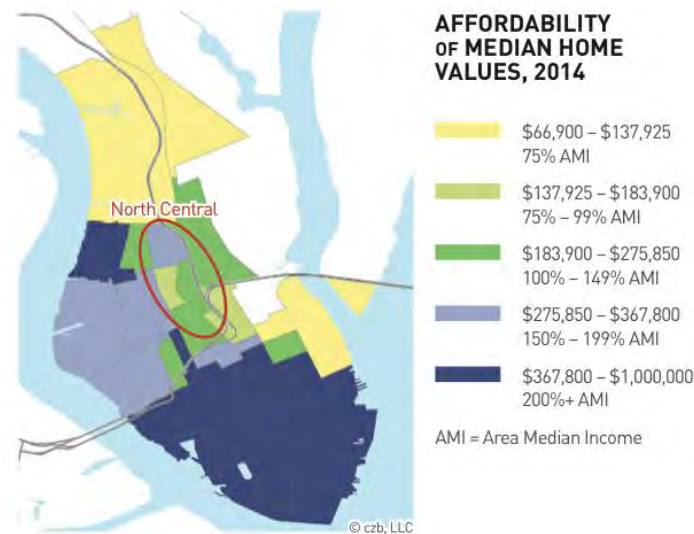 AFFORDABILITY
OF MEDIAN HOME
VALUES, 2014
North Central
$66,900 – $137,925
75% AMI
$137,925 – $183,900
75% – 99% AMI
$183,900 – $275,850
100% – 149% AMI
$275,850 – $367,800
150% – 199% AMI
$367,800 – $1,000,000
200%+ AMI
AMI = Area Median Income
© czb, LLC